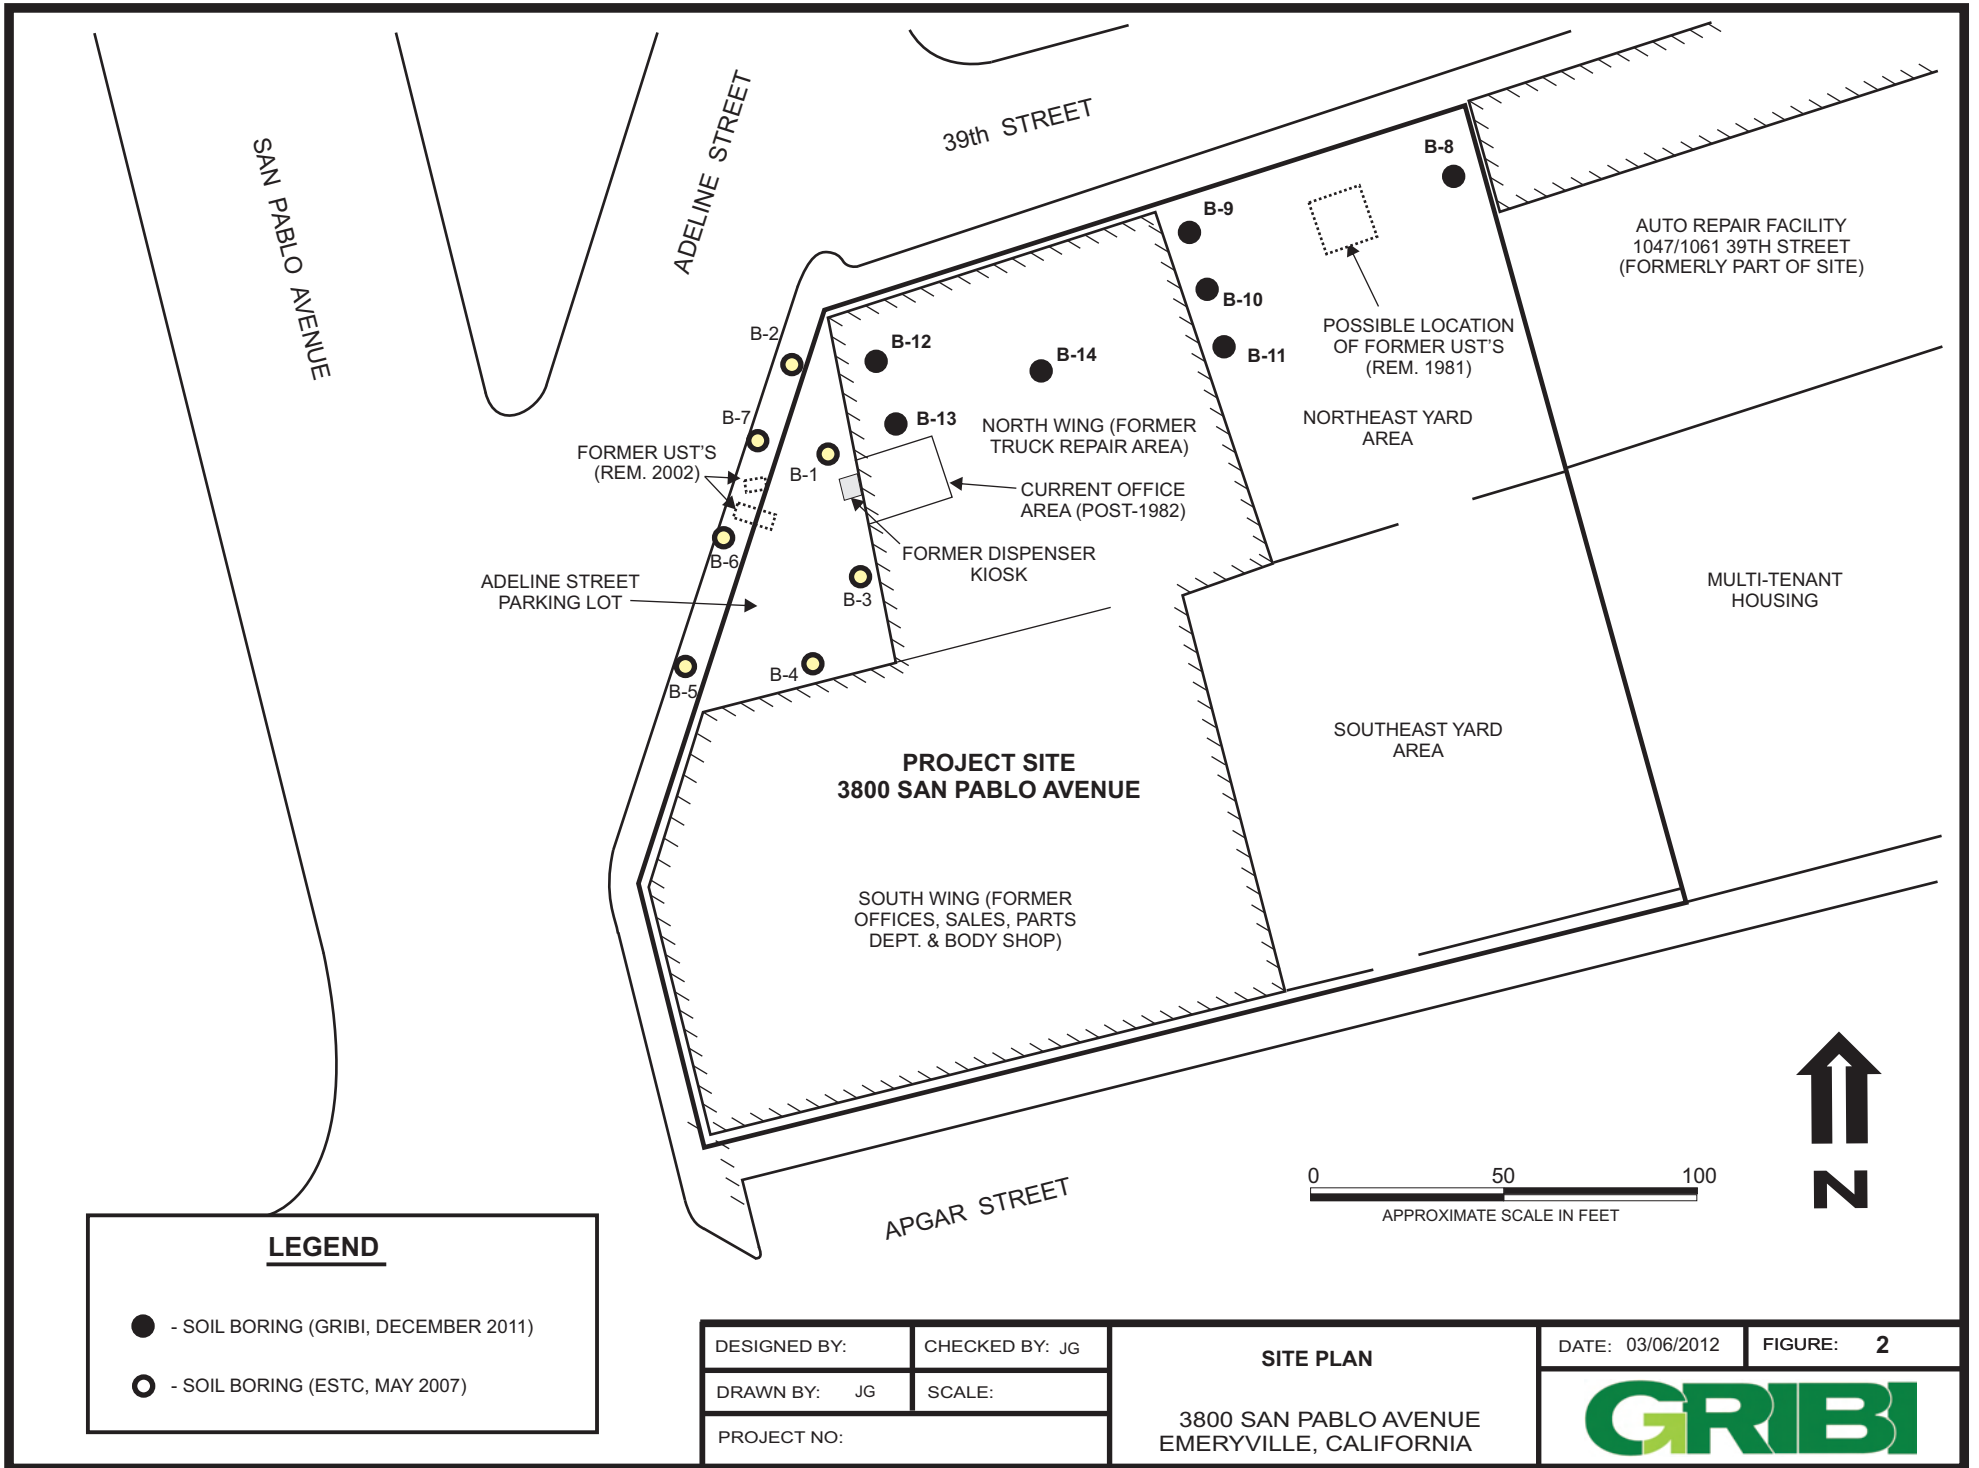 SAN PABLO AVENUE
ADELINE STREET
39th STREET
B-8
B-9
B-10
B-11
B-12
B-14
B-13
B-2
B-7
B-1
B-6
B-3
B-4
B-5
AUTO REPAIR FACILITY
1047/1061 39TH STREET
(FORMERLY PART OF SITE)
POSSIBLE LOCATION
OF FORMER UST'S
(REM. 1981)
NORTHEAST YARD
AREA
NORTH WING (FORMER
TRUCK REPAIR AREA)
FORMER UST'S
(REM. 2002)
CURRENT OFFICE
AREA (POST-1982)
FORMER DISPENSER
KIOSK
ADELINE STREET
PARKING LOT
MULTI-TENANT
HOUSING
SOUTHEAST YARD
AREA
PROJECT SITE
3800 SAN PABLO AVENUE
SOUTH WING (FORMER
OFFICES, SALES, PARTS
DEPT. & BODY SHOP)
APGAR STREET
0 50 100
APPROXIMATE SCALE IN FEET
N
LEGEND
- SOIL BORING (GRIBI, DECEMBER 2011)
- SOIL BORING (ESTC, MAY 2007)
DESIGNED BY:
CHECKED BY: JG
DRAWN BY: JG
SCALE:
PROJECT NO:
SITE PLAN
3800 SAN PABLO AVENUE
EMERYVILLE, CALIFORNIA
DATE: 03/06/2012
FIGURE: 2
GRIBI